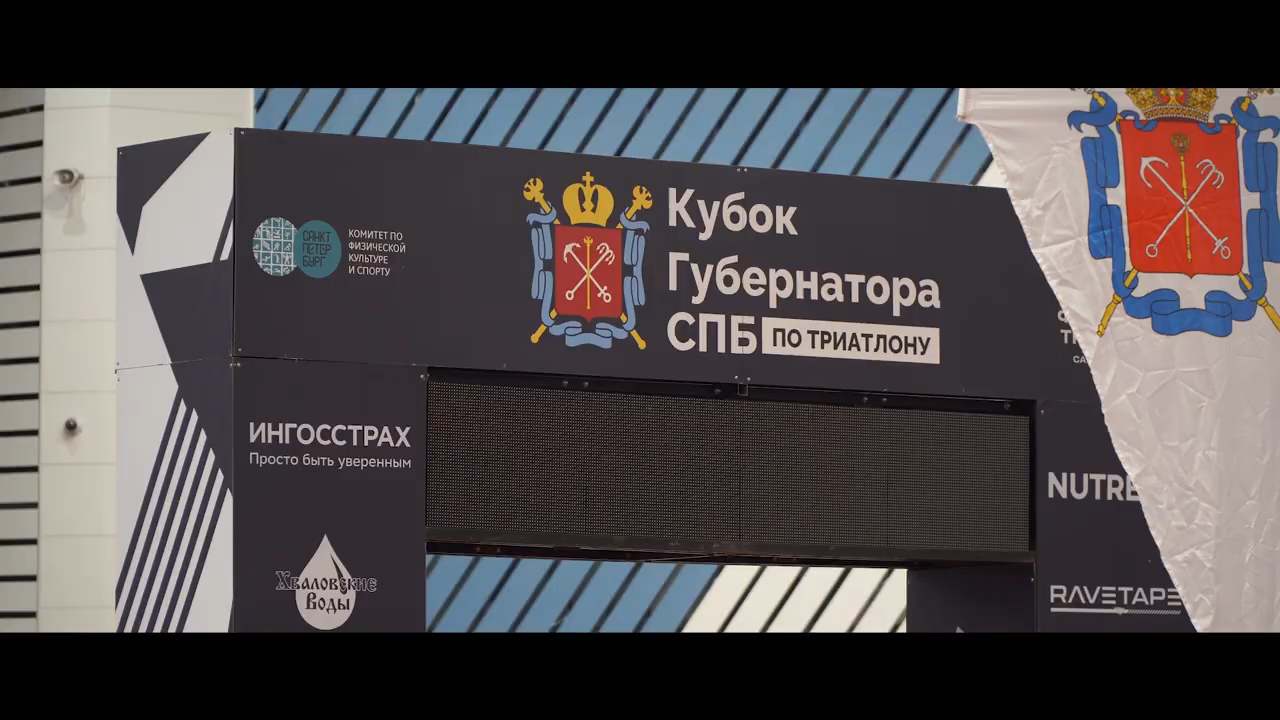 Кубок
Губернатора
СПБ ПО ТРИАТЛОНУ
САНКТ
ПЕТЕР
БУРГ
КОМИТЕТ ПО
ФИЗИЧЕСКОЙ
КУЛЬТУРЕ
И СПОРТУ
ИНГОССТРАХ
Просто быть уверенным
Хваловские
Воды
NUTRE
RAVETAPE